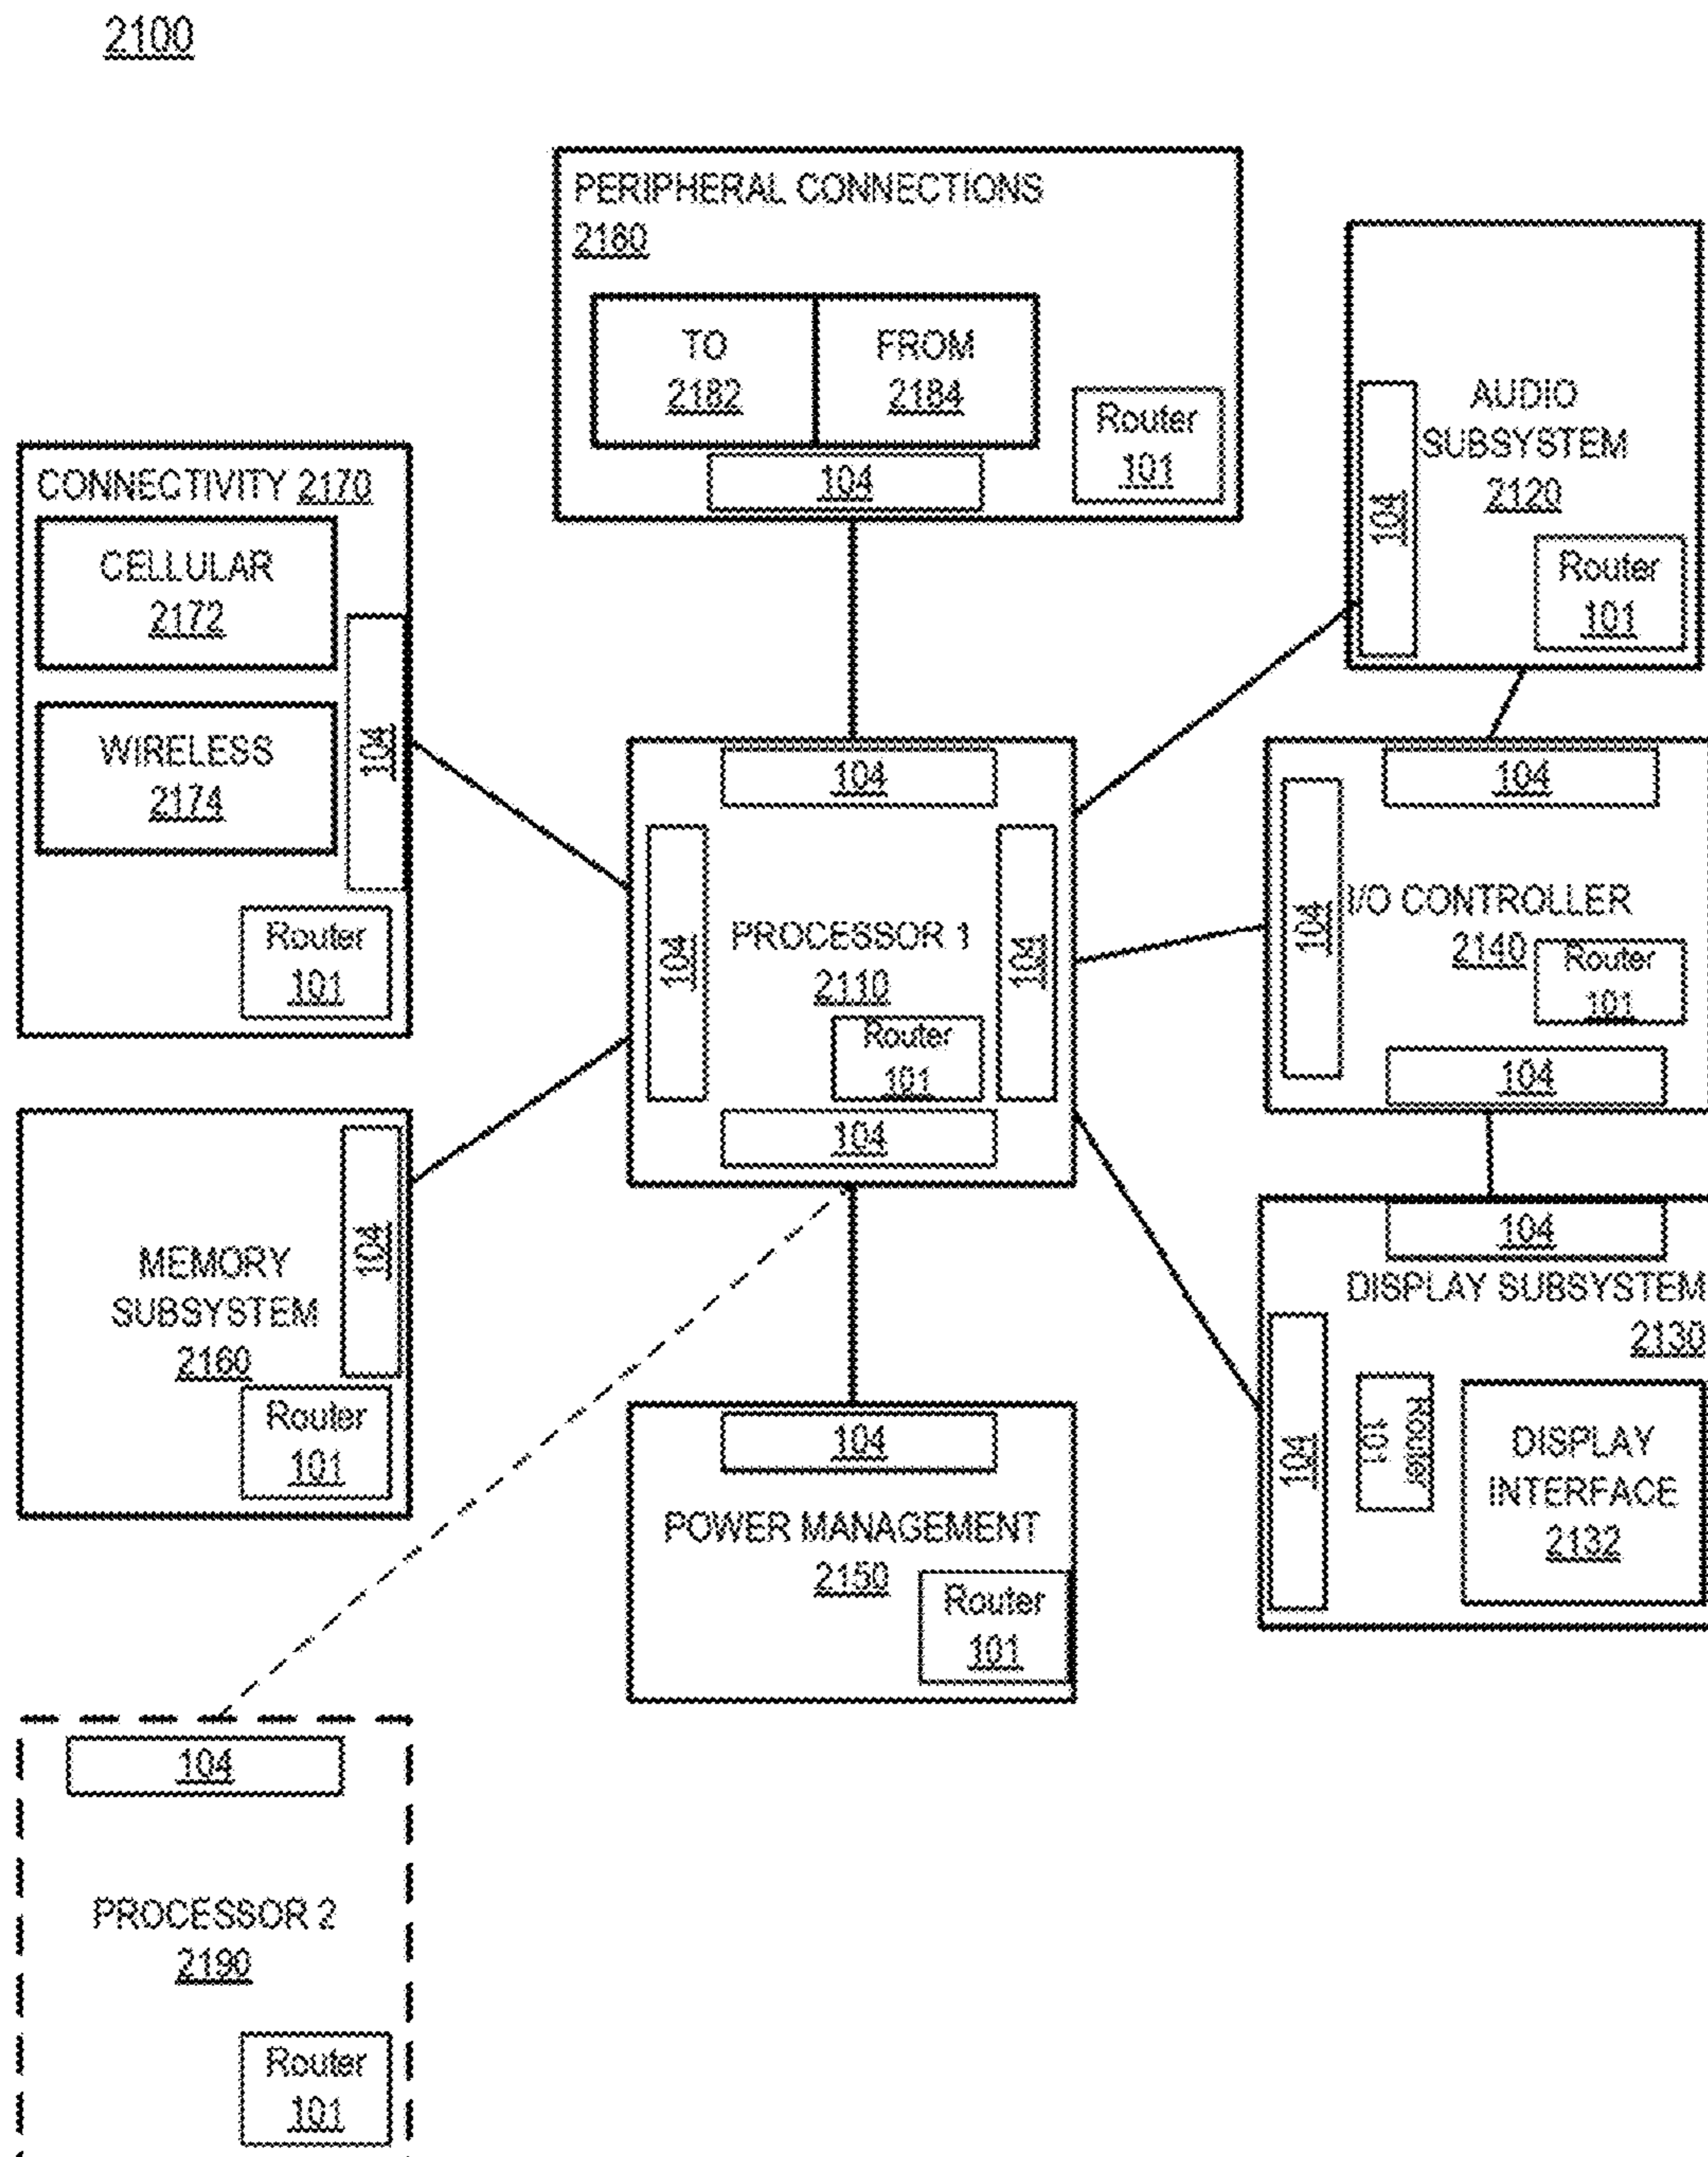 2100
PERIPHERAL CONNECTIONS
2180
TO
2182
FROM
2184
104
Router
101
AUDIO
SUBSYSTEM
2120
104
Router
101
CONNECTIVITY 2170
CELLULAR
2172
WIRELESS
2174
104
Router
101
104
104
PROCESSOR 1
2110
104
Router
101
104
104
104
I/O CONTROLLER
2140
Router
101
104
MEMORY
SUBSYSTEM
2160
104
Router
101
104
DISPLAY SUBSYSTEM
2130
104
Router
101
DISPLAY
INTERFACE
2132
104
POWER MANAGEMENT
2150
Router
101
104
PROCESSOR 2
2190
Router
101